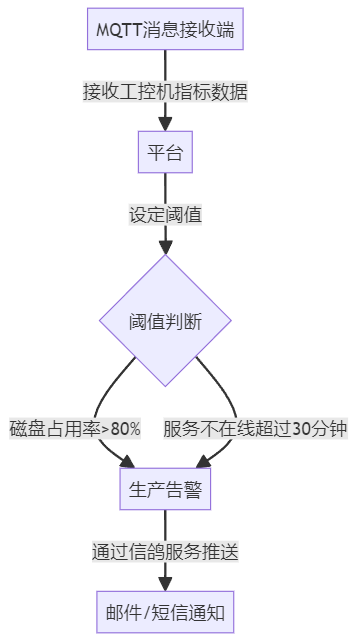 MQTT消息接收端
接收工控机指标数据
平台
设定阈值
阈值判断
磁盘占用率>80%
服务不在线超过30分钟
生产告警
通过信鸽服务推送
邮件/短信通知